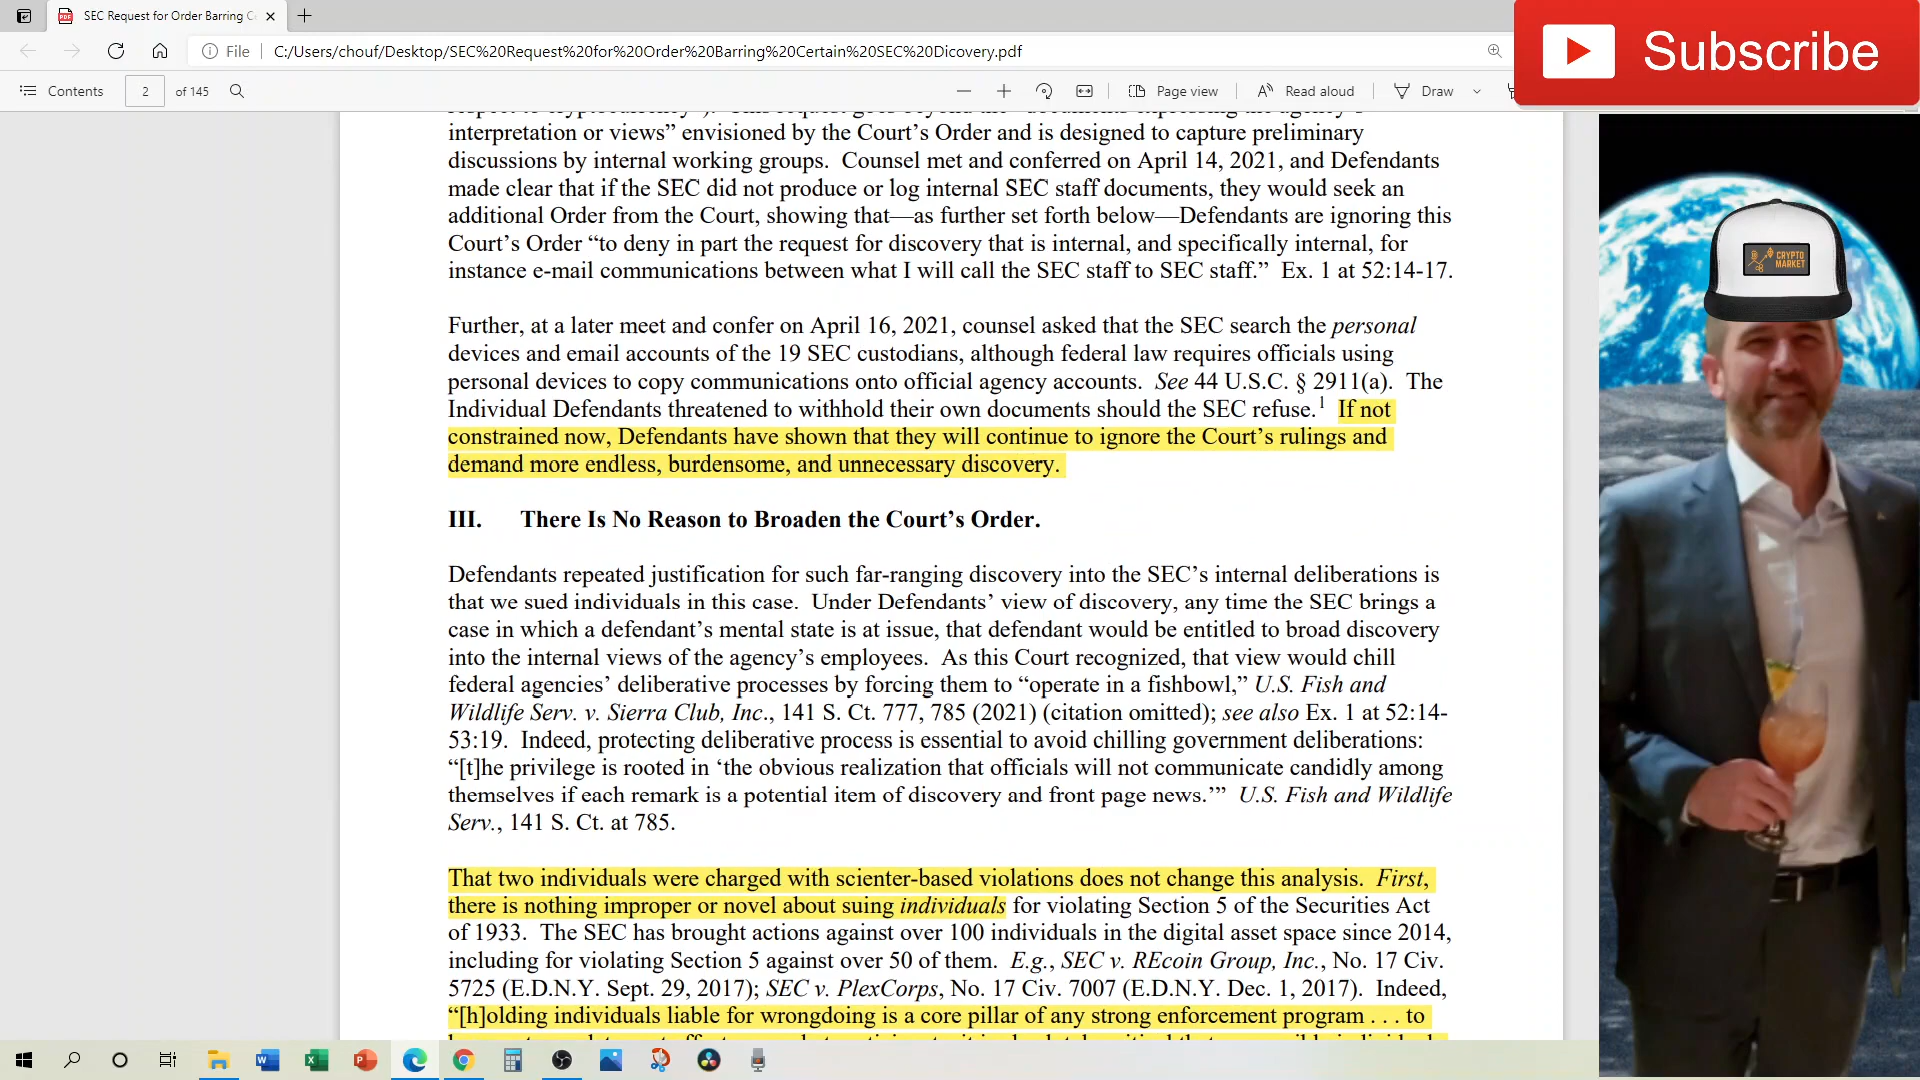 SEC Request for Order Barring C
File
C:/Users/chouf/Desktop/SEC%20Request%20for%20Order%20Barring%20Certain%20SEC%20Dicovery.pdf
Subscribe
Contents
2
of 145
Page view
Read aloud
Draw
interpretation or views” envisioned by the Court’s Order and is designed to capture preliminary
discussions by internal working groups. Counsel met and conferred on April 14, 2021, and Defendants
made clear that if the SEC did not produce or log internal SEC staff documents, they would seek an
additional Order from the Court, showing that—as further set forth below—Defendants are ignoring this
Court’s Order “to deny in part the request for discovery that is internal, and specifically internal, for
instance e-mail communications between what I will call the SEC staff to SEC staff.” Ex. 1 at 52:14-17.
Further, at a later meet and confer on April 16, 2021, counsel asked that the SEC search the personal
devices and email accounts of the 19 SEC custodians, although federal law requires officials using
personal devices to copy communications onto official agency accounts. See 44 U.S.C. § 2911(a). The
Individual Defendants threatened to withhold their own documents should the SEC refuse.1 If not
constrained now, Defendants have shown that they will continue to ignore the Court’s rulings and
demand more endless, burdensome, and unnecessary discovery.
III. There Is No Reason to Broaden the Court’s Order.
Defendants repeated justification for such far-ranging discovery into the SEC’s internal deliberations is
that we sued individuals in this case. Under Defendants’ view of discovery, any time the SEC brings a
case in which a defendant’s mental state is at issue, that defendant would be entitled to broad discovery
into the internal views of the agency’s employees. As this Court recognized, that view would chill
federal agencies’ deliberative processes by forcing them to “operate in a fishbowl,” U.S. Fish and
Wildlife Serv. v. Sierra Club, Inc., 141 S. Ct. 777, 785 (2021) (citation omitted); see also Ex. 1 at 52:14-
53:19. Indeed, protecting deliberative process is essential to avoid chilling government deliberations:
“[t]he privilege is rooted in ‘the obvious realization that officials will not communicate candidly among
themselves if each remark is a potential item of discovery and front page news.’” U.S. Fish and Wildlife
Serv., 141 S. Ct. at 785.
That two individuals were charged with scienter-based violations does not change this analysis. First,
there is nothing improper or novel about suing individuals for violating Section 5 of the Securities Act
of 1933. The SEC has brought actions against over 100 individuals in the digital asset space since 2014,
including for violating Section 5 against over 50 of them. E.g., SEC v. REcoin Group, Inc., No. 17 Civ.
5725 (E.D.N.Y. Sept. 29, 2017); SEC v. PlexCorps, No. 17 Civ. 7007 (E.D.N.Y. Dec. 1, 2017). Indeed,
“[h]olding individuals liable for wrongdoing is a core pillar of any strong enforcement program . . . to
CRYPTO
MARKET